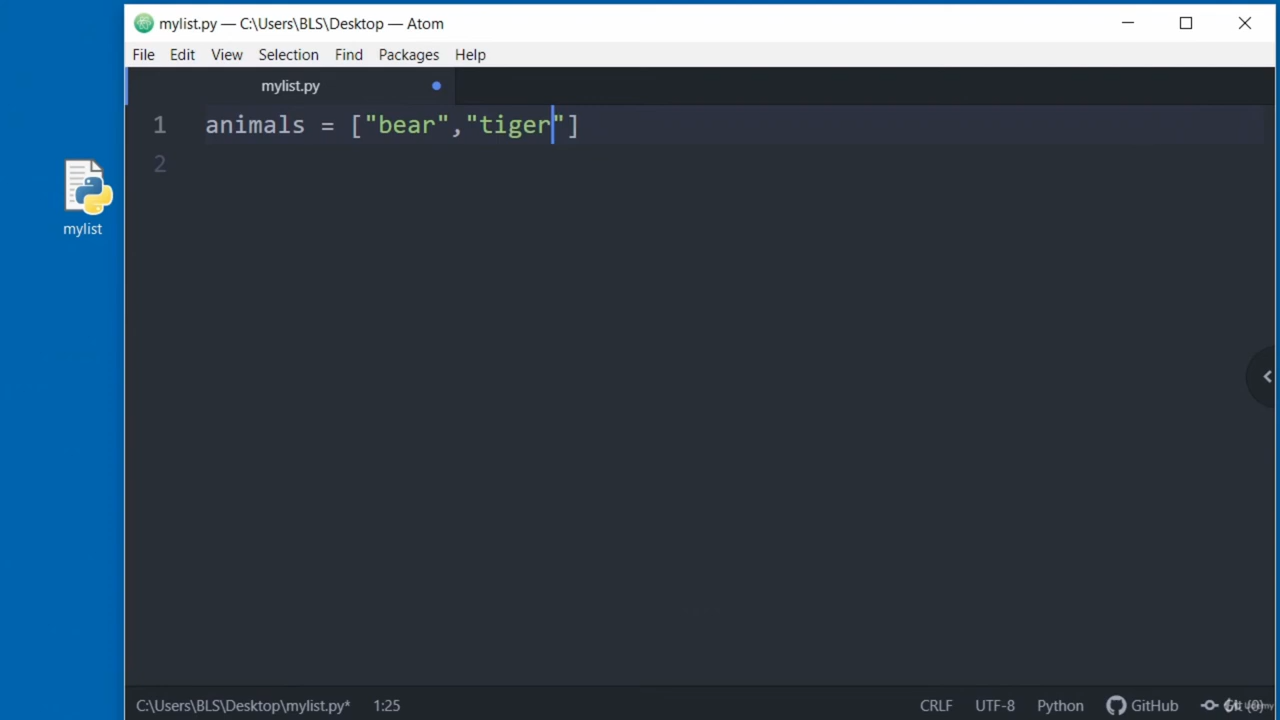 mylist.py — C:\Users\BLS\Desktop — Atom
File Edit View Selection Find Packages Help
mylist.py
1 animals = ["bear","tiger"]
2
mylist
C:\Users\BLS\Desktop\mylist.py* 1:25 CRLF UTF-8 Python GitHub